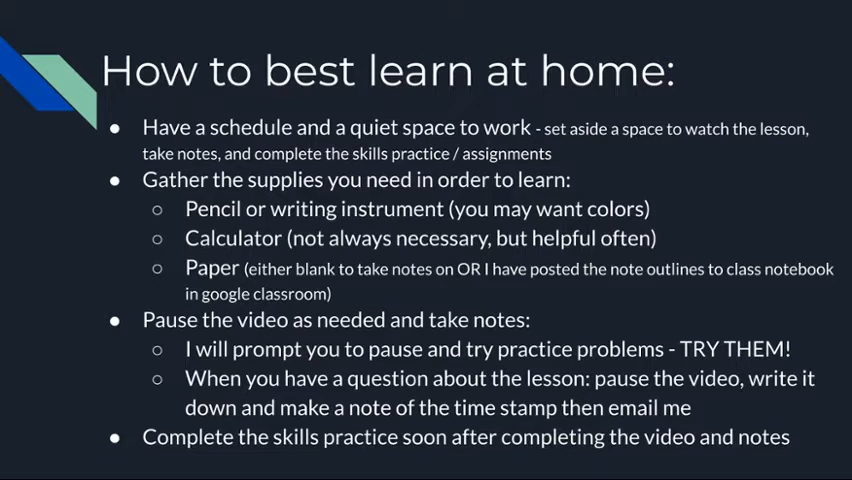 How to best learn at home:
● Have a schedule and a quiet space to work - set aside a space to watch the lesson,
take notes, and complete the skills practice / assignments
● Gather the supplies you need in order to learn:
○ Pencil or writing instrument (you may want colors)
○ Calculator (not always necessary, but helpful often)
○ Paper (either blank to take notes on OR I have posted the note outlines to class notebook
in google classroom)
● Pause the video as needed and take notes:
○ I will prompt you to pause and try practice problems - TRY THEM!
○ When you have a question about the lesson: pause the video, write it
down and make a note of the time stamp then email me
● Complete the skills practice soon after completing the video and notes